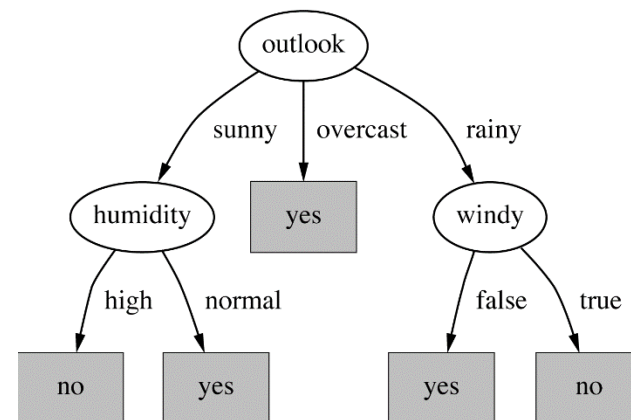 outlook
sunny overcast rainy
humidity yes windy
high normal false true
no yes yes no